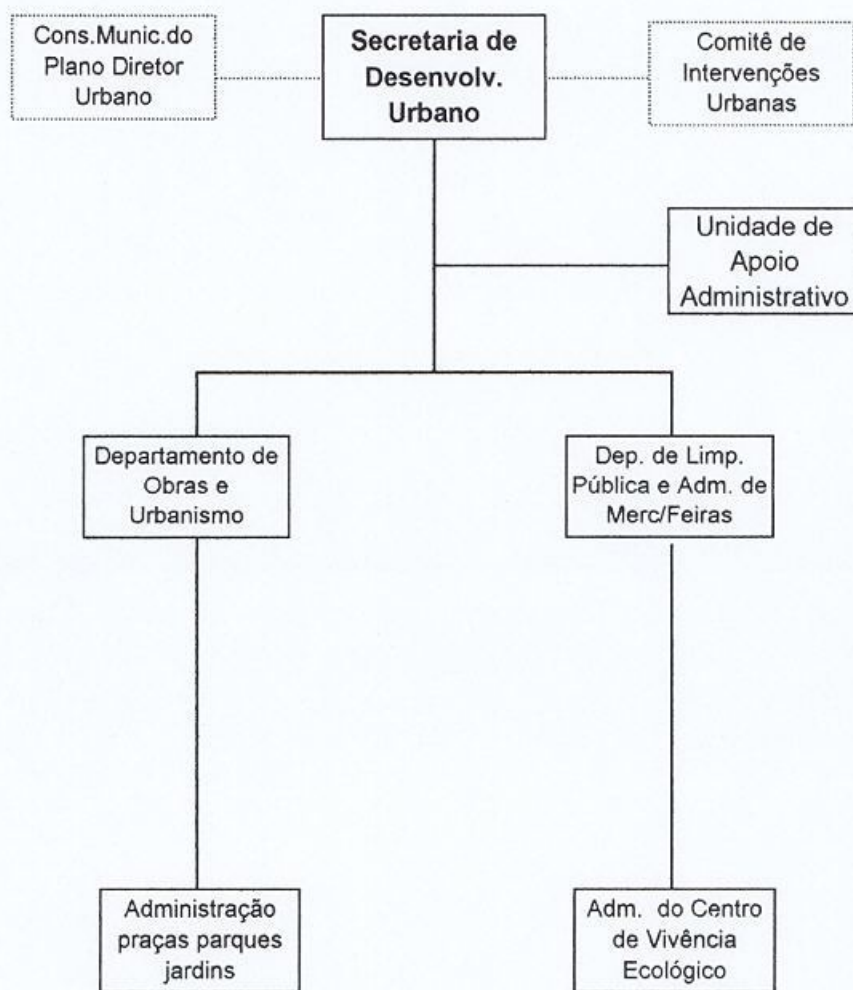 Cons.Munic.do
Plano Diretor
Urbano
Secretaria de
Desenvolv.
Urbano
Comitê de
Intervenções
Urbanas
Unidade de
Apoio
Administrativo
Departamento de
Obras e
Urbanismo
Dep. de Limp.
Pública e Adm. de
Merc/Feiras
Administração
praças parques
jardins
Adm. do Centro
de Vivência
Ecológico